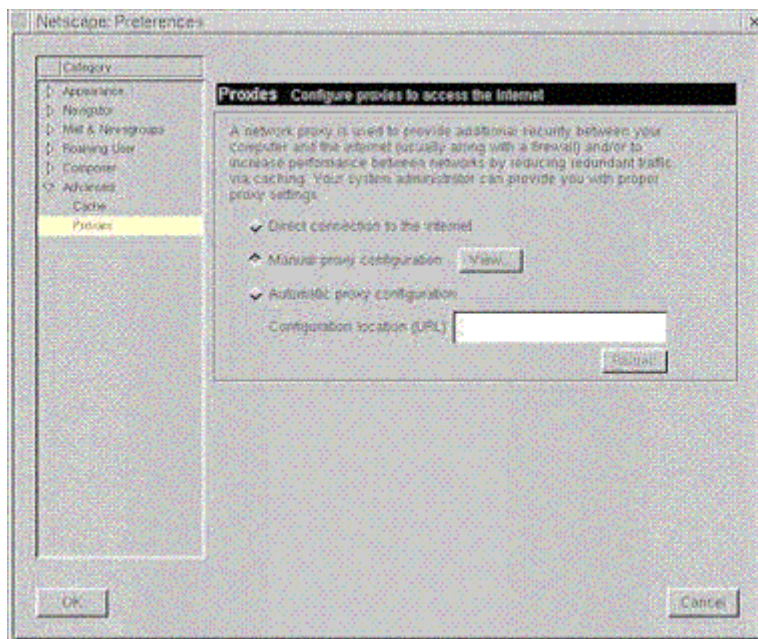 Netscape: Preferences
Category
Appearance
Navigator
Mail & Newsgroups
Roaming User
Composer
Advanced
Cache
Proxies
Proxies Configure proxies to access the Internet
A network proxy is used to provide additional security between your
computer and the Internet (usually along with a firewall) and/or to
increase performance between networks by reducing redundant traffic
via caching. Your system administrator can provide you with proper
proxy settings.
Direct connection to the Internet
Manual proxy configuration View...
Automatic proxy configuration
Configuration location (URL):
Reload
OK
Cancel